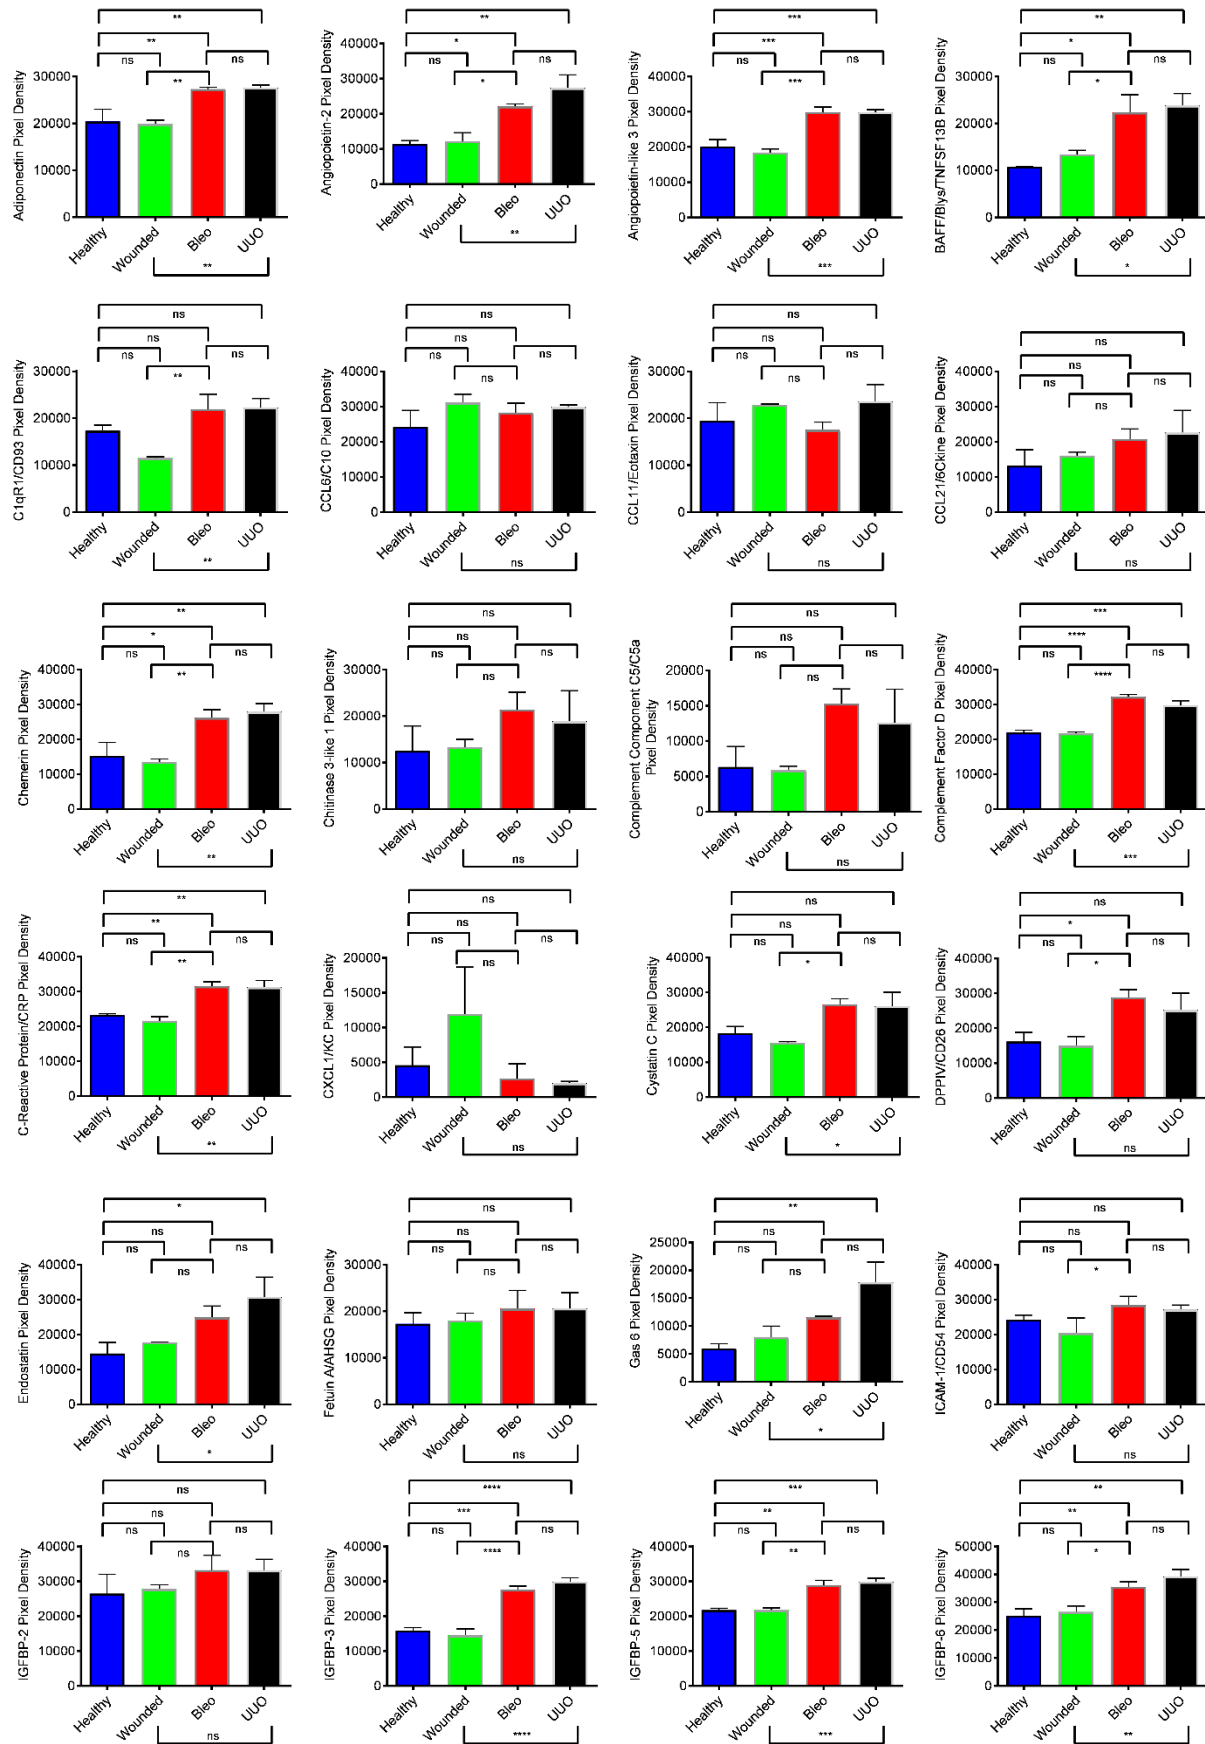 **
**
ns
ns
**
Adiponectin Pixel Density
30000
20000
10000
0
Healthy
Wounded
Bleo
UUO
**
**
*
ns
ns
*
Angiopoietin-2 Pixel Density
40000
30000
20000
10000
0
Healthy
Wounded
Bleo
UUO
**
***
***
ns
ns
***
Angiopoietin-like 3 Pixel Density
40000
30000
20000
10000
0
Healthy
Wounded
Bleo
UUO
***
**
*
ns
ns
*
BAFF/Blys/TNFSF13B Pixel Density
30000
20000
10000
0
Healthy
Wounded
Bleo
UUO
*
ns
ns
ns
ns
**
C1qR1/CD93 Pixel Density
30000
20000
10000
0
Healthy
Wounded
Bleo
UUO
**
ns
ns
ns
ns
ns
CCL6/C10 Pixel Density
40000
30000
20000
10000
0
Healthy
Wounded
Bleo
UUO
ns
ns
ns
ns
ns
ns
CCL11/Eotaxin Pixel Density
30000
20000
10000
0
Healthy
Wounded
Bleo
UUO
ns
ns
ns
ns
ns
ns
CCL21/6Ckine Pixel Density
40000
30000
20000
10000
0
Healthy
Wounded
Bleo
UUO
ns
**
*
ns
ns
**
Chemerin Pixel Density
40000
30000
20000
10000
0
Healthy
Wounded
Bleo
UUO
**
ns
ns
ns
ns
ns
Chitinase 3-like 1 Pixel Density
30000
20000
10000
0
Healthy
Wounded
Bleo
UUO
ns
ns
ns
ns
ns
ns
Complement Component C5/C5a
Pixel Density
20000
15000
10000
5000
0
Healthy
Wounded
Bleo
UUO
ns
***
****
ns
ns
****
Complement Factor D Pixel Density
40000
30000
20000
10000
0
Healthy
Wounded
Bleo
UUO
***
**
**
ns
ns
**
C-Reactive Protein/CRP Pixel Density
40000
30000
20000
10000
0
Healthy
Wounded
Bleo
UUO
**
ns
ns
ns
ns
ns
CXCL1/KC Pixel Density
20000
15000
10000
5000
0
Healthy
Wounded
Bleo
UUO
ns
ns
ns
ns
ns
*
Cystatin C Pixel Density
40000
30000
20000
10000
0
Healthy
Wounded
Bleo
UUO
*
ns
*
ns
ns
*
DPPIV/CD26 Pixel Density
40000
30000
20000
10000
0
Healthy
Wounded
Bleo
UUO
ns
*
ns
ns
ns
ns
Endostatin Pixel Density
40000
30000
20000
10000
0
Healthy
Wounded
Bleo
UUO
*
ns
ns
ns
ns
ns
Fetuin A/AHSG Pixel Density
30000
20000
10000
0
Healthy
Wounded
Bleo
UUO
ns
**
ns
ns
ns
ns
Gas 6 Pixel Density
25000
20000
15000
10000
5000
0
Healthy
Wounded
Bleo
UUO
*
ns
ns
ns
ns
*
ICAM-1/CD54 Pixel Density
40000
30000
20000
10000
0
Healthy
Wounded
Bleo
UUO
ns
ns
ns
ns
ns
ns
IGFBP-2 Pixel Density
40000
30000
20000
10000
0
Healthy
Wounded
Bleo
UUO
ns
****
***
ns
ns
****
IGFBP-3 Pixel Density
40000
30000
20000
10000
0
Healthy
Wounded
Bleo
UUO
****
***
**
ns
ns
**
IGFBP-5 Pixel Density
40000
30000
20000
10000
0
Healthy
Wounded
Bleo
UUO
***
**
**
ns
ns
*
IGFBP-6 Pixel Density
50000
40000
30000
20000
10000
0
Healthy
Wounded
Bleo
UUO
**